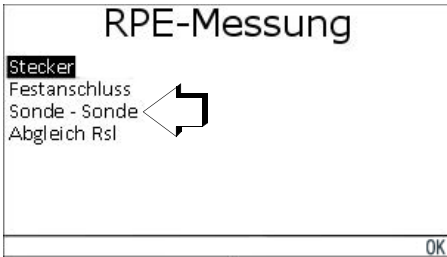 RPE-Messung
Stecker
Festanschluss
Sonde - Sonde
Abgleich Rsl
OK